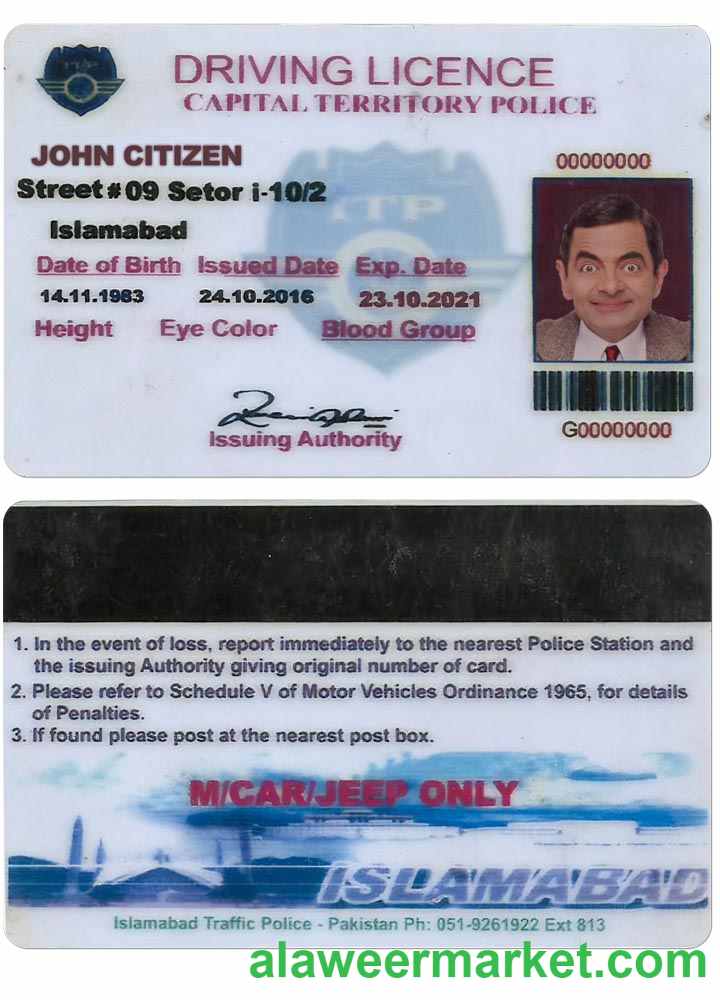 ITP
DRIVING LICENCE
CAPITAL TERRITORY POLICE
JOHN CITIZEN
00000000
Street # 09 Setor i-10/2
ITP
Islamabad
Date of Birth Issued Date Exp. Date
14.11.1983 24.10.2016 23.10.2021
Height Eye Color Blood Group
Issuing Authority
G00000000
1. In the event of loss, report immediately to the nearest Police Station and
the issuing Authority giving original number of card.
2. Please refer to Schedule V of Motor Vehicles Ordinance 1965, for details
of Penalties.
3. If found please post at the nearest post box.
M/CAR/JEEP ONLY
ISLAMABAD
Islamabad Traffic Police - Pakistan Ph: 051-9261922 Ext 813
alaweermarket.com